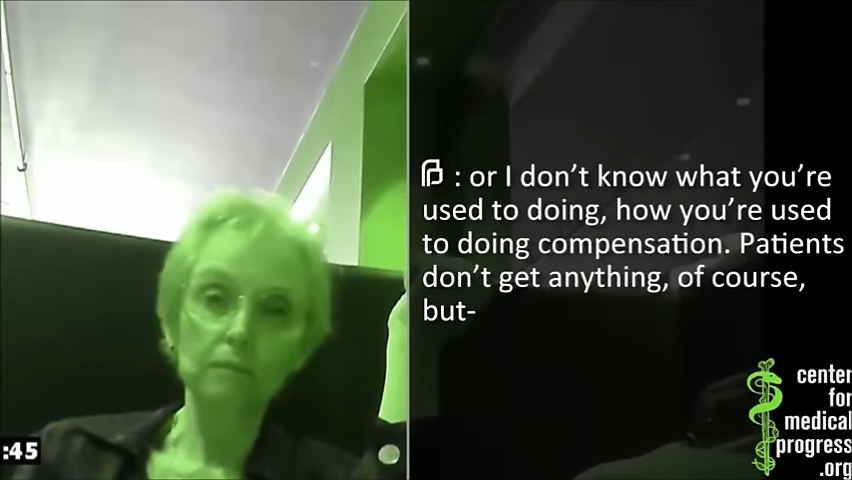 : or I don’t know what you’re
used to doing, how you’re used
to doing compensation. Patients
don’t get anything, of course,
but-
:45
center
for
medical
progress
.org